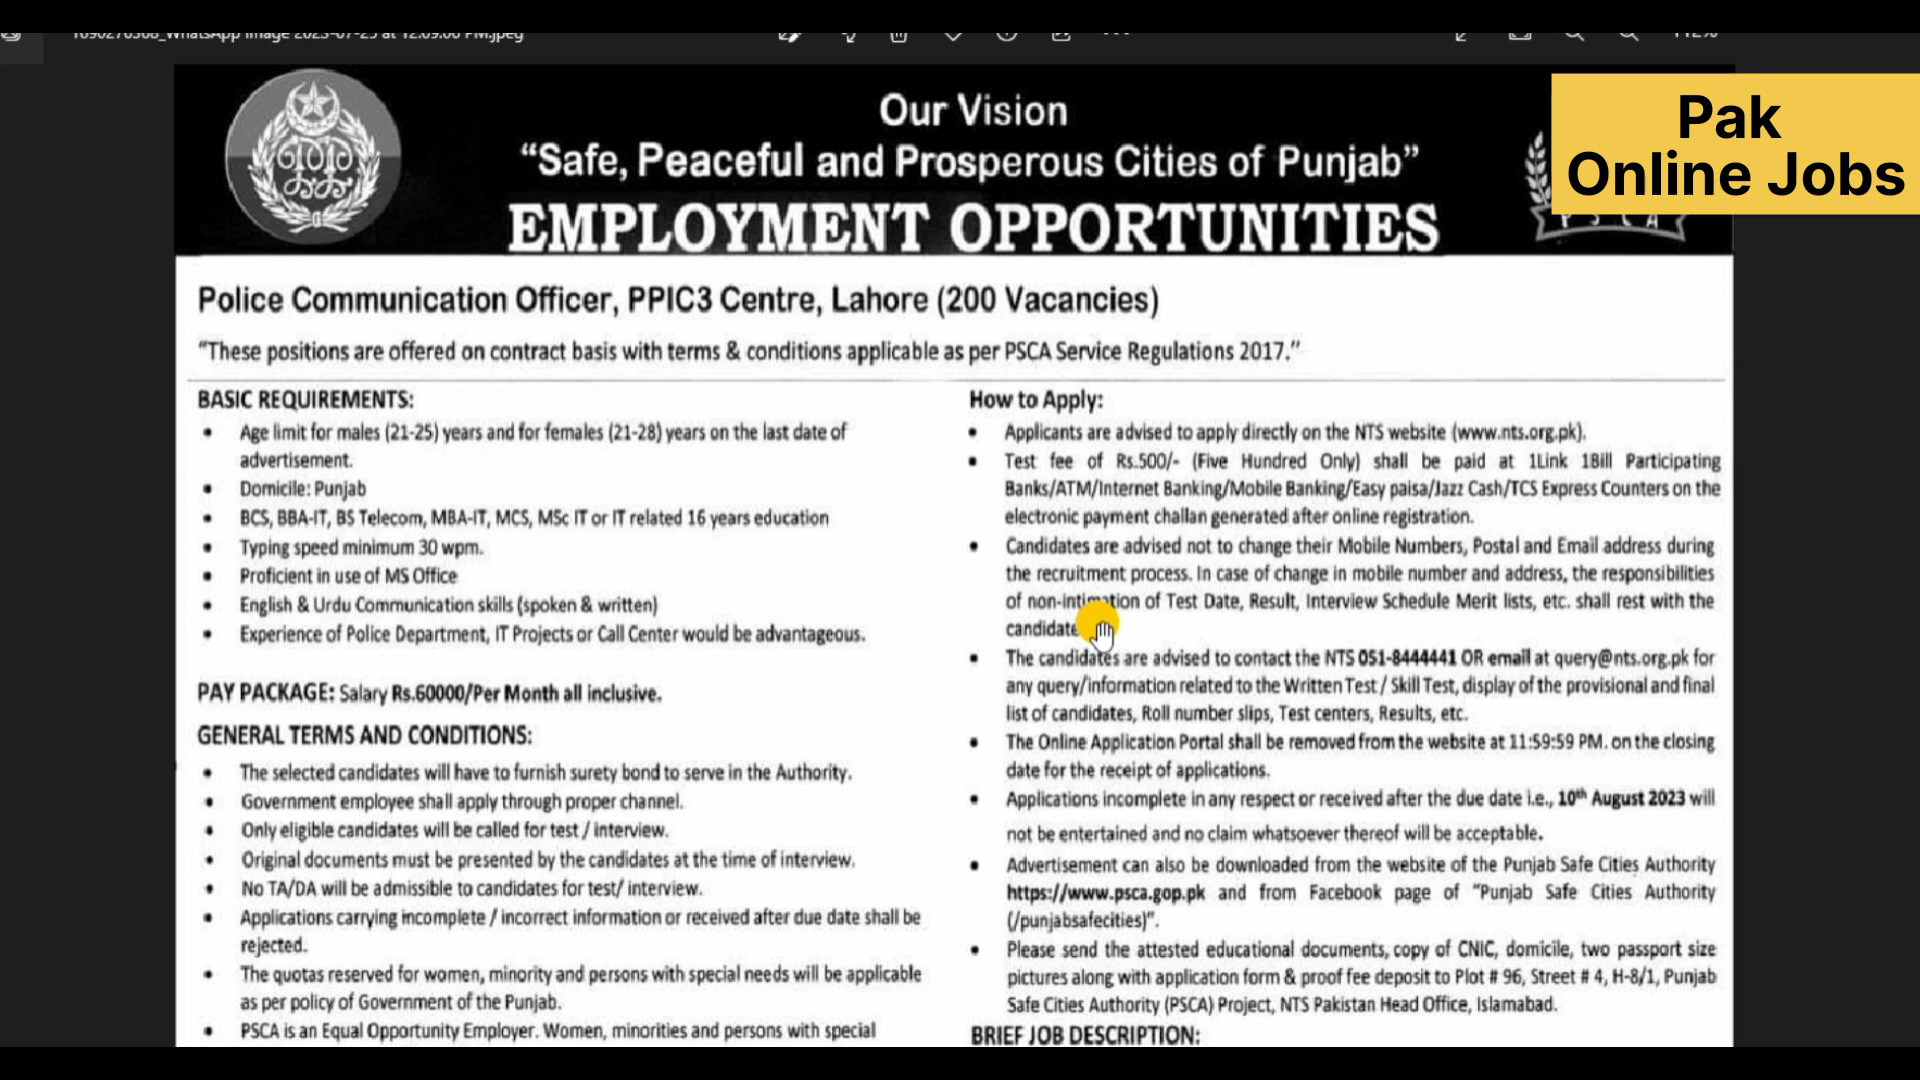 1690270368_WhatsApp Image 2023-07-25 at 12.09.00 PM.jpeg
112%
Our Vision
“Safe, Peaceful and Prosperous Cities of Punjab”
EMPLOYMENT OPPORTUNITIES
Pak
Online Jobs
PSCA
Police Communication Officer, PPIC3 Centre, Lahore (200 Vacancies)
“These positions are offered on contract basis with terms & conditions applicable as per PSCA Service Regulations 2017.”
BASIC REQUIREMENTS:
• Age limit for males (21-25) years and for females (21-28) years on the last date of
advertisement.
• Domicile: Punjab
• BCS, BBA-IT, BS Telecom, MBA-IT, MCS, MSc IT or IT related 16 years education
• Typing speed minimum 30 wpm.
• Proficient in use of MS Office
• English & Urdu Communication skills (spoken & written)
• Experience of Police Department, IT Projects or Call Center would be advantageous.
PAY PACKAGE: Salary Rs.60000/Per Month all inclusive.
GENERAL TERMS AND CONDITIONS:
• The selected candidates will have to furnish surety bond to serve in the Authority.
• Government employee shall apply through proper channel.
• Only eligible candidates will be called for test / interview.
• Original documents must be presented by the candidates at the time of interview.
• No TA/DA will be admissible to candidates for test/ interview.
• Applications carrying incomplete / incorrect information or received after due date shall be
rejected.
• The quotas reserved for women, minority and persons with special needs will be applicable
as per policy of Government of the Punjab.
• PSCA is an Equal Opportunity Employer. Women, minorities and persons with special
How to Apply:
• Applicants are advised to apply directly on the NTS website (www.nts.org.pk).
• Test fee of Rs.500/- (Five Hundred Only) shall be paid at 1Link 1Bill Participating
Banks/ATM/Internet Banking/Mobile Banking/Easy paisa/Jazz Cash/TCS Express Counters on the
electronic payment challan generated after online registration.
• Candidates are advised not to change their Mobile Numbers, Postal and Email address during
the recruitment process. In case of change in mobile number and address, the responsibilities
of non-intimation of Test Date, Result, Interview Schedule Merit lists, etc. shall rest with the
candidate
• The candidates are advised to contact the NTS 051-8444441 OR email at query@nts.org.pk for
any query/information related to the Written Test / Skill Test, display of the provisional and final
list of candidates, Roll number slips, Test centers, Results, etc.
• The Online Application Portal shall be removed from the website at 11:59:59 PM. on the closing
date for the receipt of applications.
• Applications incomplete in any respect or received after the due date i.e., 10th August 2023 will
not be entertained and no claim whatsoever thereof will be acceptable.
• Advertisement can also be downloaded from the website of the Punjab Safe Cities Authority
https://www.psca.gop.pk and from Facebook page of “Punjab Safe Cities Authority
(/punjabsafecities)”.
• Please send the attested educational documents, copy of CNIC, domicile, two passport size
pictures along with application form & proof fee deposit to Plot # 96, Street # 4, H-8/1, Punjab
Safe Cities Authority (PSCA) Project, NTS Pakistan Head Office, Islamabad.
BRIEF JOB DESCRIPTION: